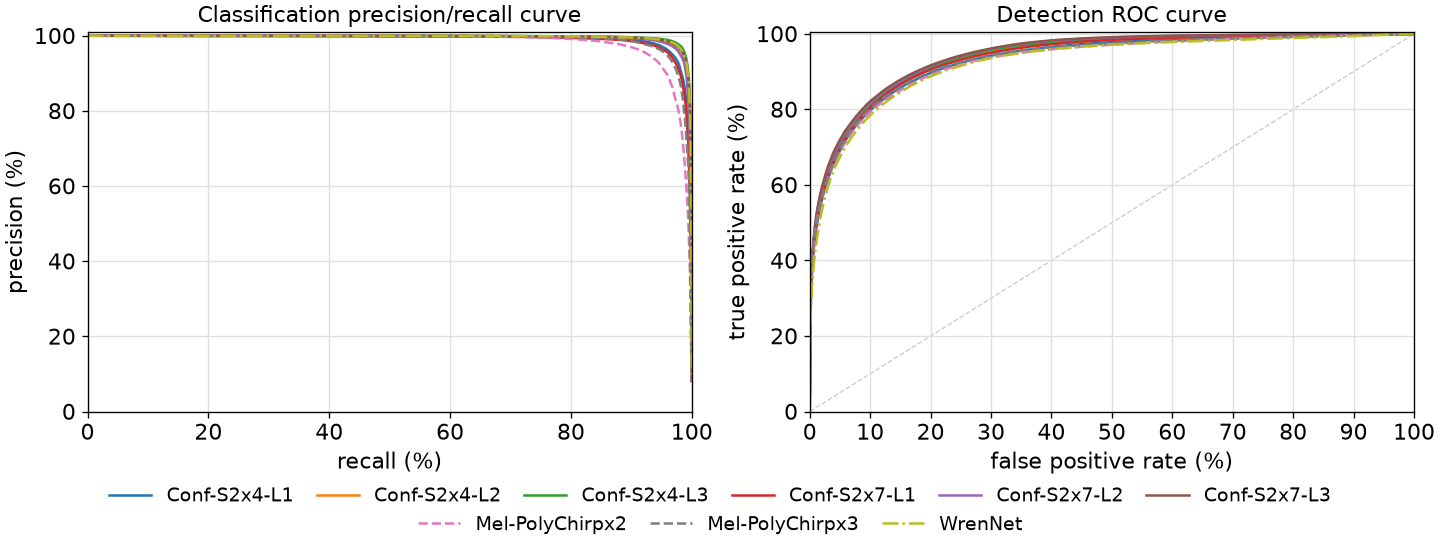 Classification precision/recall curve
Detection ROC curve
precision (%)
100
80
60
40
20
0
0 20 40 60 80 100
recall (%)
true positive rate (%)
100
80
60
40
20
0
0 10 20 30 40 50 60 70 80 90 100
false positive rate (%)
Conf-S2x4-L1 Conf-S2x4-L2 Conf-S2x4-L3 Conf-S2x7-L1 Conf-S2x7-L2 Conf-S2x7-L3
Mel-PolyChirpx2 Mel-PolyChirpx3 WrenNet